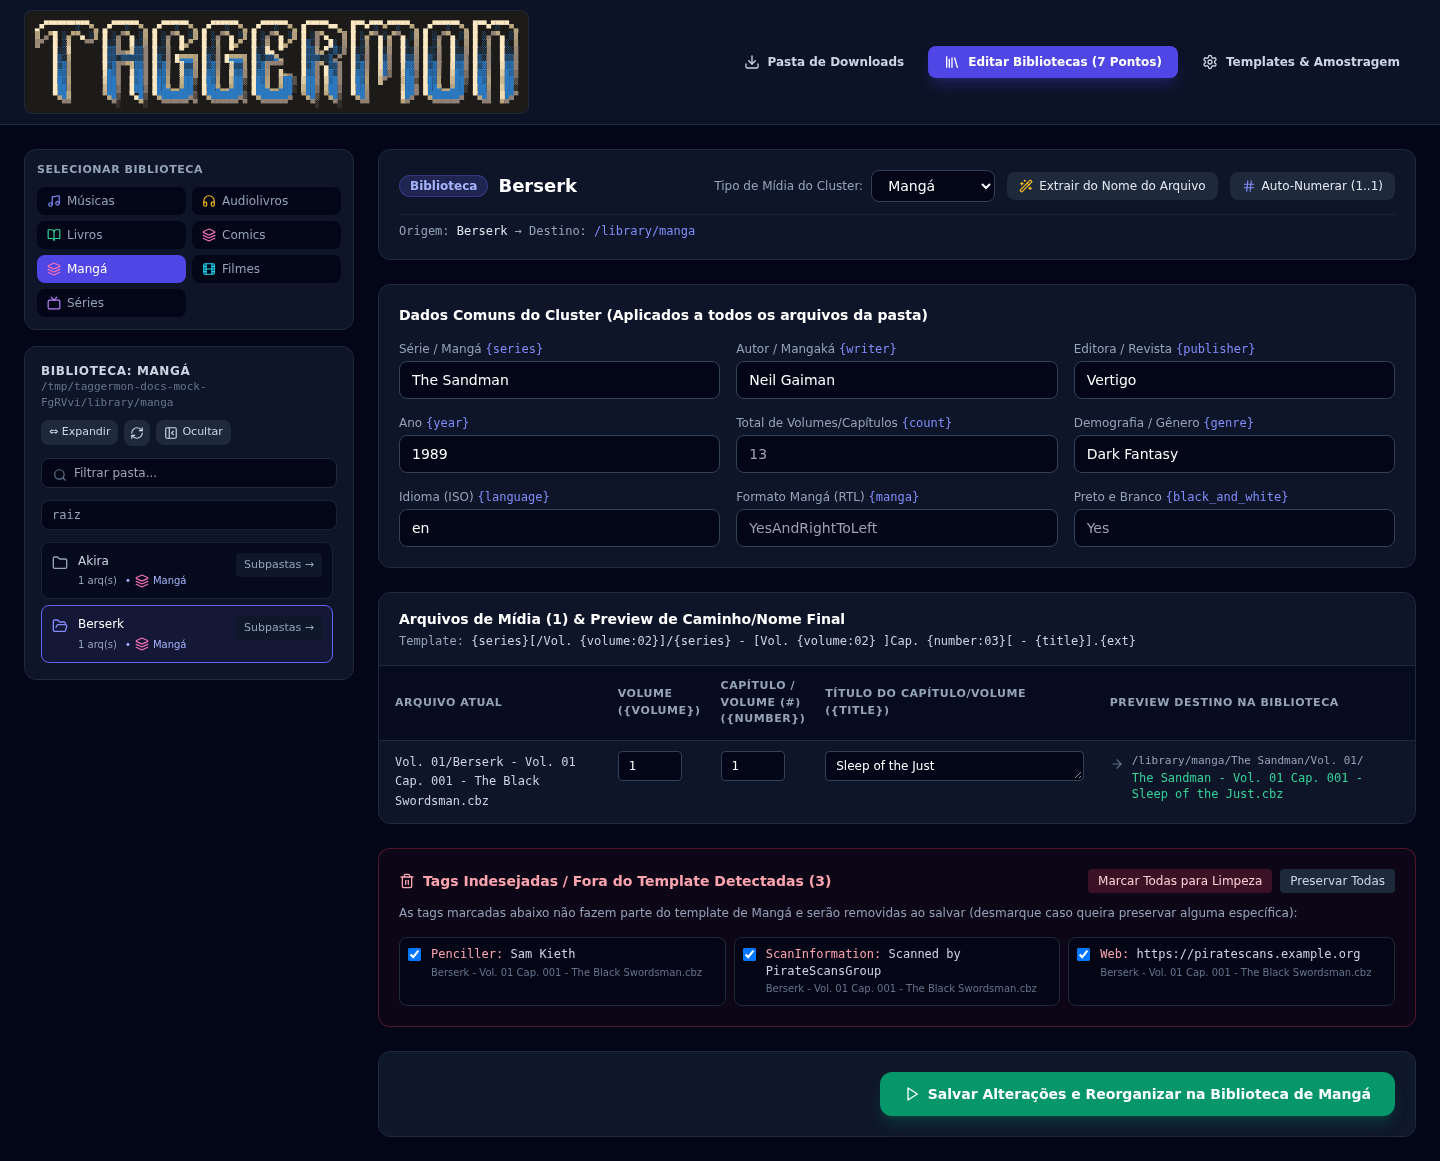 TAGGERMON
Pasta de Downloads
Editar Bibliotecas (7 Pontos)
Templates & Amostragem
SELECIONAR BIBLIOTECA
Músicas
Audiolivros
Livros
Comics
Mangá
Filmes
Séries
BIBLIOTECA: MANGÁ
/tmp/taggermon-docs-mock-
FgRVvi/library/manga
⇔ Expandir
Ocultar
Filtrar pasta...
raiz
Akira
1 arq(s) • Mangá
Subpastas →
Berserk
1 arq(s) • Mangá
Subpastas →
Biblioteca
Berserk
Tipo de Mídia do Cluster:
Mangá
Extrair do Nome do Arquivo
Auto-Numerar (1..1)
Origem: Berserk → Destino: /library/manga
Dados Comuns do Cluster (Aplicados a todos os arquivos da pasta)
Série / Mangá {series}
Autor / Mangaká {writer}
Editora / Revista {publisher}
The Sandman
Neil Gaiman
Vertigo
Ano {year}
Total de Volumes/Capítulos {count}
Demografia / Gênero {genre}
1989
13
Dark Fantasy
Idioma (ISO) {language}
Formato Mangá (RTL) {manga}
Preto e Branco {black_and_white}
en
YesAndRightToLeft
Yes
Arquivos de Mídia (1) & Preview de Caminho/Nome Final
Template: {series}[/Vol. {volume:02}]/{series} - [Vol. {volume:02} ]Cap. {number:03}[ - {title}].{ext}
ARQUIVO ATUAL
VOLUME
({VOLUME})
CAPÍTULO /
VOLUME (#)
({NUMBER})
TÍTULO DO CAPÍTULO/VOLUME
({TITLE})
PREVIEW DESTINO NA BIBLIOTECA
Vol. 01/Berserk - Vol. 01
Cap. 001 - The Black
Swordsman.cbz
1
1
Sleep of the Just
→ /library/manga/The Sandman/Vol. 01/
The Sandman - Vol. 01 Cap. 001 -
Sleep of the Just.cbz
Tags Indesejadas / Fora do Template Detectadas (3)
Marcar Todas para Limpeza
Preservar Todas
As tags marcadas abaixo não fazem parte do template de Mangá e serão removidas ao salvar (desmarque caso queira preservar alguma específica):
Penciller: Sam Kieth
Berserk - Vol. 01 Cap. 001 - The Black Swordsman.cbz
ScanInformation: Scanned by
PirateScansGroup
Berserk - Vol. 01 Cap. 001 - The Black Swordsman.cbz
Web: https://piratescans.example.org
Berserk - Vol. 01 Cap. 001 - The Black Swordsman.cbz
Salvar Alterações e Reorganizar na Biblioteca de Mangá